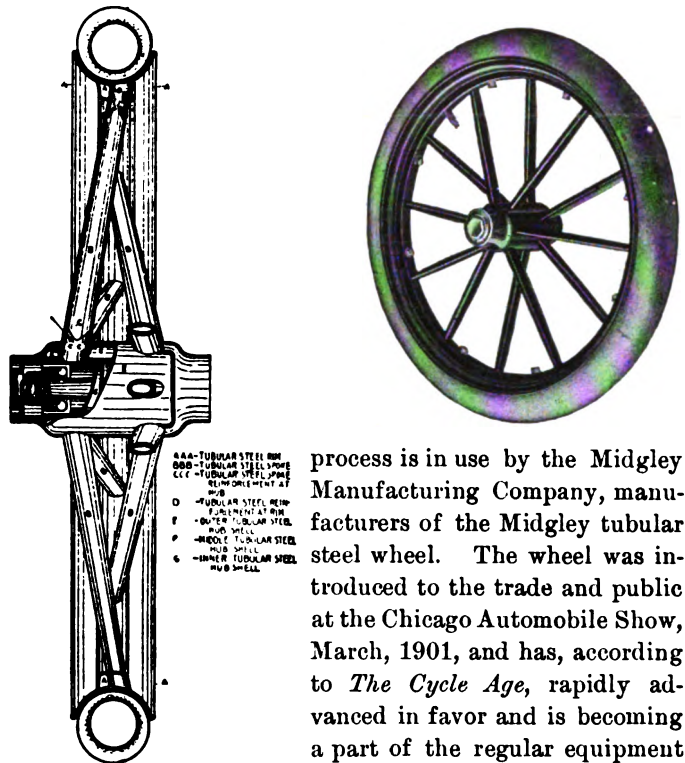 AAA-TUBULAR STEEL RIM
BBB-TUBULAR STEEL SPOKE
CCC-TUBULAR STEEL SPOKE
REINFORCEMENT AT
HUB
D -TUBULAR STEEL REIN-
FORCEMENT AT RIM
E -OUTER TUBULAR STEEL
HUB SHELL
F -MIDDLE TUBULAR STEEL
HUB SHELL
G -INNER TUBULAR STEEL
HUB SHELL
process is in use by the Midgley
Manufacturing Company, manu-
facturers of the Midgley tubular
steel wheel. The wheel was in-
troduced to the trade and public
at the Chicago Automobile Show,
March, 1901, and has, according
to The Cycle Age, rapidly ad-
vanced in favor and is becoming
a part of the regular equipment